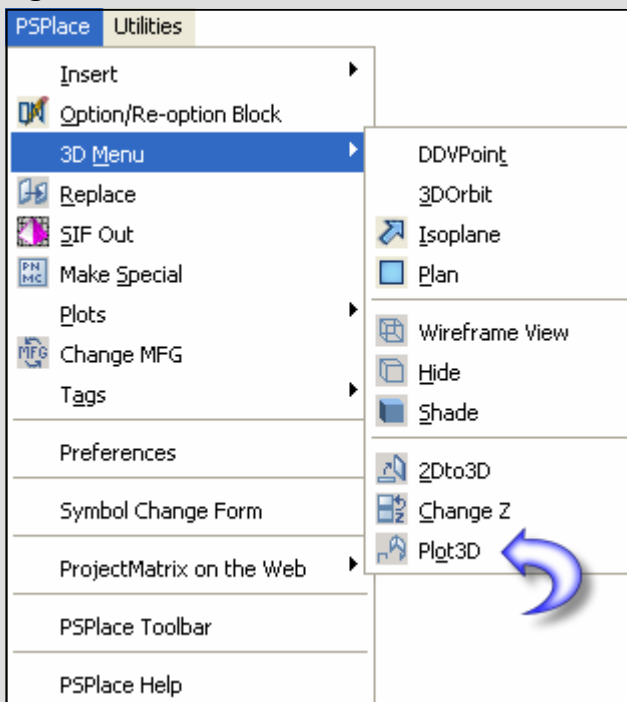 PSPlace Utilities
Insert
Option/Re-option Block
3D Menu
Replace
SIF Out
Make Special
Plots
Change MFG
Tags
Preferences
Symbol Change Form
ProjectMatrix on the Web
PSPlace Toolbar
PSPlace Help
DDVPoint
3DOrbit
Isoplane
Plan
Wireframe View
Hide
Shade
2Dto3D
Change Z
Plot3D